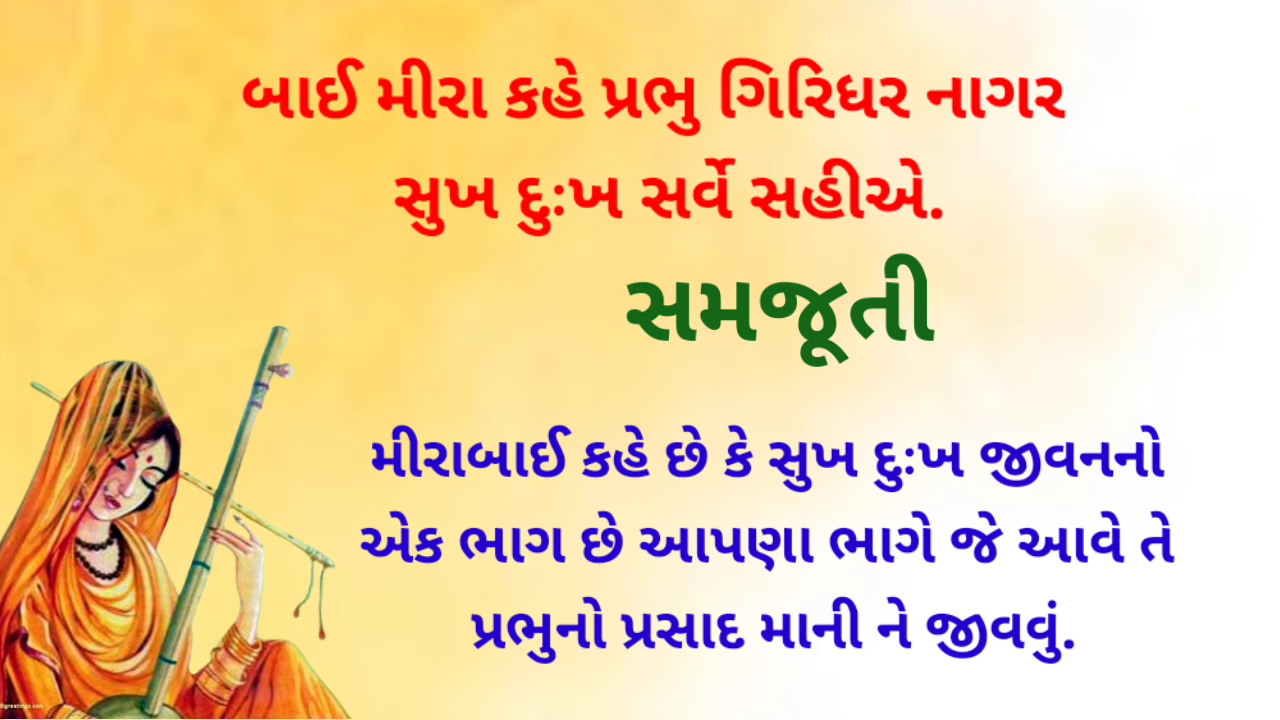 બાઈ મીરા કહે પ્રભુ ગિરિધર નાગર
સુખ દુઃખ સર્વે સહીએ.
સમજૂતી
મીરાબાઈ કહે છે કે સુખ દુઃખ જીવનનો
એક ભાગ છે આપણા ભાગે જે આવે તે
પ્રભુનો પ્રસાદ માની ને જીવવું.